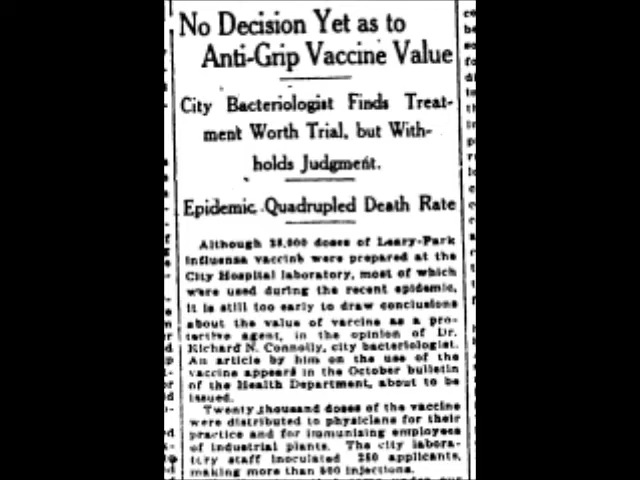 No Decision Yet as to
Anti-Grip Vaccine Value
City Bacteriologist Finds Treat-
ment Worth Trial, but With-
holds Judgment.
Epidemic Quadrupled Death Rate
Although 28,000 doses of Leary-Park
influenza vaccine were prepared at the
City Hospital laboratory, most of which
were used during the recent epidemic,
it is still too early to draw conclusions
about the value of vaccine as a pro-
tective agent, in the opinion of Dr.
Richard N. Connolly, city bacteriologist.
An article by him on the use of the
vaccine appears in the October bulletin
of the Health Department, about to be
issued.
Twenty thousand doses of the vaccine
were distributed to physicians for their
practice and for immunizing employees
of industrial plants. The city labora-
tory staff inoculated 250 applicants,
making more than 500 injections.